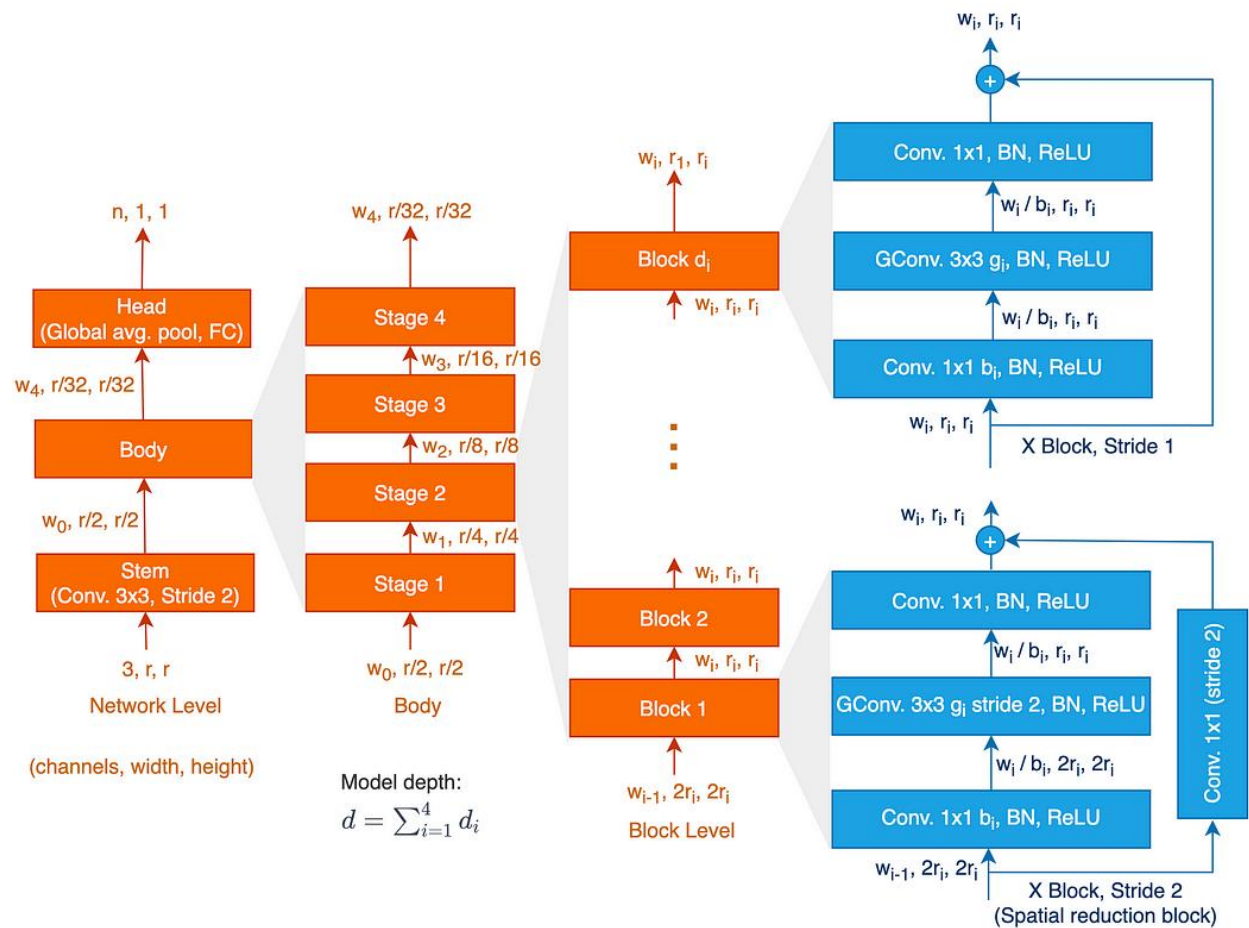 n, 1, 1
Head
(Global avg. pool, FC)
w₄, r/32, r/32
Body
w₀, r/2, r/2
Stem
(Conv. 3x3, Stride 2)
3, r, r
Network Level
(channels, width, height)
w₄, r/32, r/32
Stage 4
w₃, r/16, r/16
Stage 3
w₂, r/8, r/8
Stage 2
w₁, r/4, r/4
Stage 1
w₀, r/2, r/2
Body
Model depth:
d = ∑⁴ᵢ₌₁ dᵢ
wᵢ, r₁, rᵢ
Block dᵢ
wᵢ, rᵢ, rᵢ
wᵢ, rᵢ, rᵢ
Block 2
wᵢ, rᵢ, rᵢ
Block 1
wᵢ₋₁, 2rᵢ, 2rᵢ
Block Level
wᵢ, rᵢ, rᵢ
+
Conv. 1x1, BN, ReLU
wᵢ / bᵢ, rᵢ, rᵢ
GConv. 3x3 gᵢ, BN, ReLU
wᵢ / bᵢ, rᵢ, rᵢ
Conv. 1x1 bᵢ, BN, ReLU
wᵢ, rᵢ, rᵢ
X Block, Stride 1
wᵢ, rᵢ, rᵢ
+
Conv. 1x1, BN, ReLU
wᵢ / bᵢ, rᵢ, rᵢ
GConv. 3x3 gᵢ stride 2, BN, ReLU
wᵢ / bᵢ, 2rᵢ, 2rᵢ
Conv. 1x1 bᵢ, BN, ReLU
Conv. 1x1 (stride 2)
wᵢ₋₁, 2rᵢ, 2rᵢ
X Block, Stride 2
(Spatial reduction block)